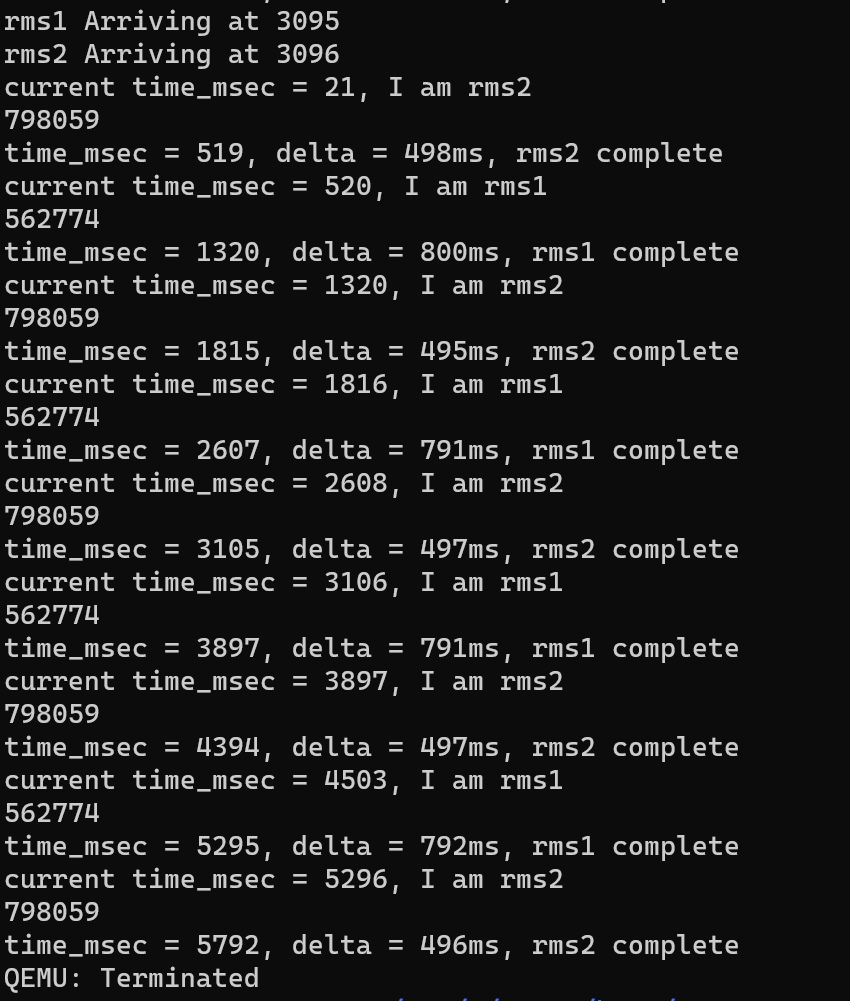 rms1 Arriving at 3095
rms2 Arriving at 3096
current time_msec = 21, I am rms2
798059
time_msec = 519, delta = 498ms, rms2 complete
current time_msec = 520, I am rms1
562774
time_msec = 1320, delta = 800ms, rms1 complete
current time_msec = 1320, I am rms2
798059
time_msec = 1815, delta = 495ms, rms2 complete
current time_msec = 1816, I am rms1
562774
time_msec = 2607, delta = 791ms, rms1 complete
current time_msec = 2608, I am rms2
798059
time_msec = 3105, delta = 497ms, rms2 complete
current time_msec = 3106, I am rms1
562774
time_msec = 3897, delta = 791ms, rms1 complete
current time_msec = 3897, I am rms2
798059
time_msec = 4394, delta = 497ms, rms2 complete
current time_msec = 4503, I am rms1
562774
time_msec = 5295, delta = 792ms, rms1 complete
current time_msec = 5296, I am rms2
798059
time_msec = 5792, delta = 496ms, rms2 complete
QEMU: Terminated